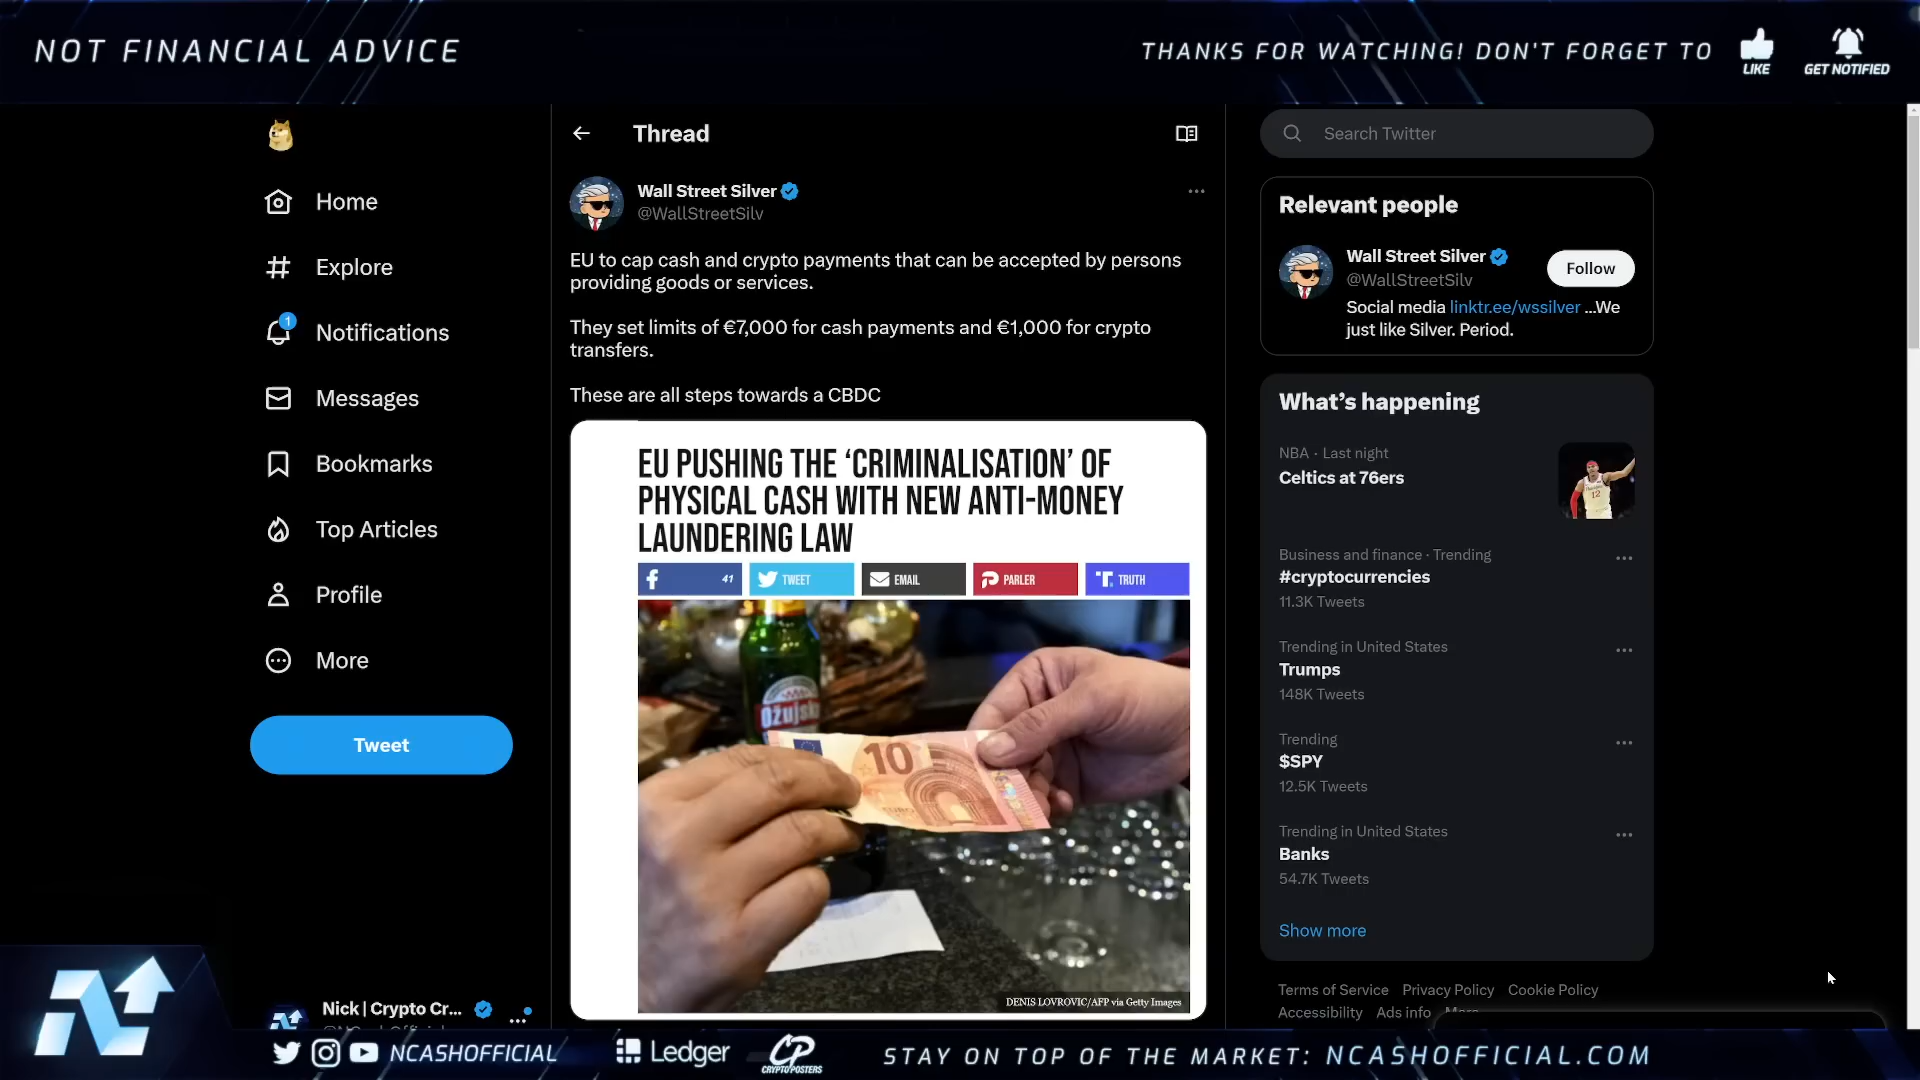 NOT FINANCIAL ADVICE
THANKS FOR WATCHING! DON'T FORGET TO
LIKE
GET NOTIFIED
Home
Explore
1
Notifications
Messages
Bookmarks
Top Articles
Profile
More
Tweet
Nick | Crypto Cr...
Thread
Wall Street Silver
@WallStreetSilv
EU to cap cash and crypto payments that can be accepted by persons
providing goods or services.
They set limits of €7,000 for cash payments and €1,000 for crypto
transfers.
These are all steps towards a CBDC
EU PUSHING THE ‘CRIMINALISATION’ OF
PHYSICAL CASH WITH NEW ANTI-MONEY
LAUNDERING LAW
41
TWEET
EMAIL
PARLER
TRUTH
Ožujsk
10
EURO
DENIS LOVROVIC/AFP via Getty Images
Search Twitter
Relevant people
Wall Street Silver
@WallStreetSilv
Follow
Social media linktr.ee/wssilver ...We
just like Silver. Period.
What’s happening
NBA · Last night
Celtics at 76ers
12
Business and finance · Trending
#cryptocurrencies
11.3K Tweets
Trending in United States
Trumps
148K Tweets
Trending
$SPY
12.5K Tweets
Trending in United States
Banks
54.7K Tweets
Show more
Terms of Service Privacy Policy Cookie Policy
Accessibility Ads info More
NCASHOFFICIAL
Ledger
CP
CRYPTOPOSTERS
STAY ON TOP OF THE MARKET: NCASHOFFICIAL.COM